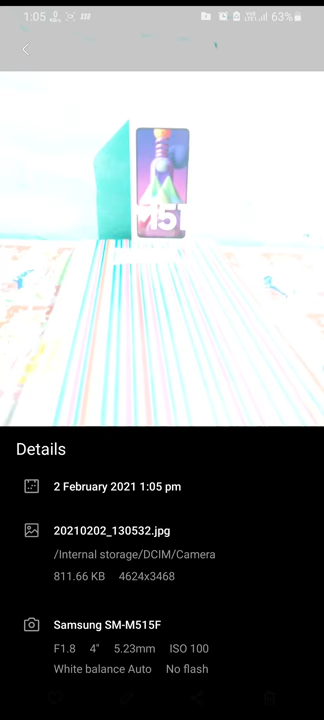 1:05
63%
M51
Details
2 February 2021 1:05 pm
20210202_130532.jpg
/Internal storage/DCIM/Camera
811.66 KB 4624x3468
Samsung SM-M515F
F1.8 4" 5.23mm ISO 100
White balance Auto No flash